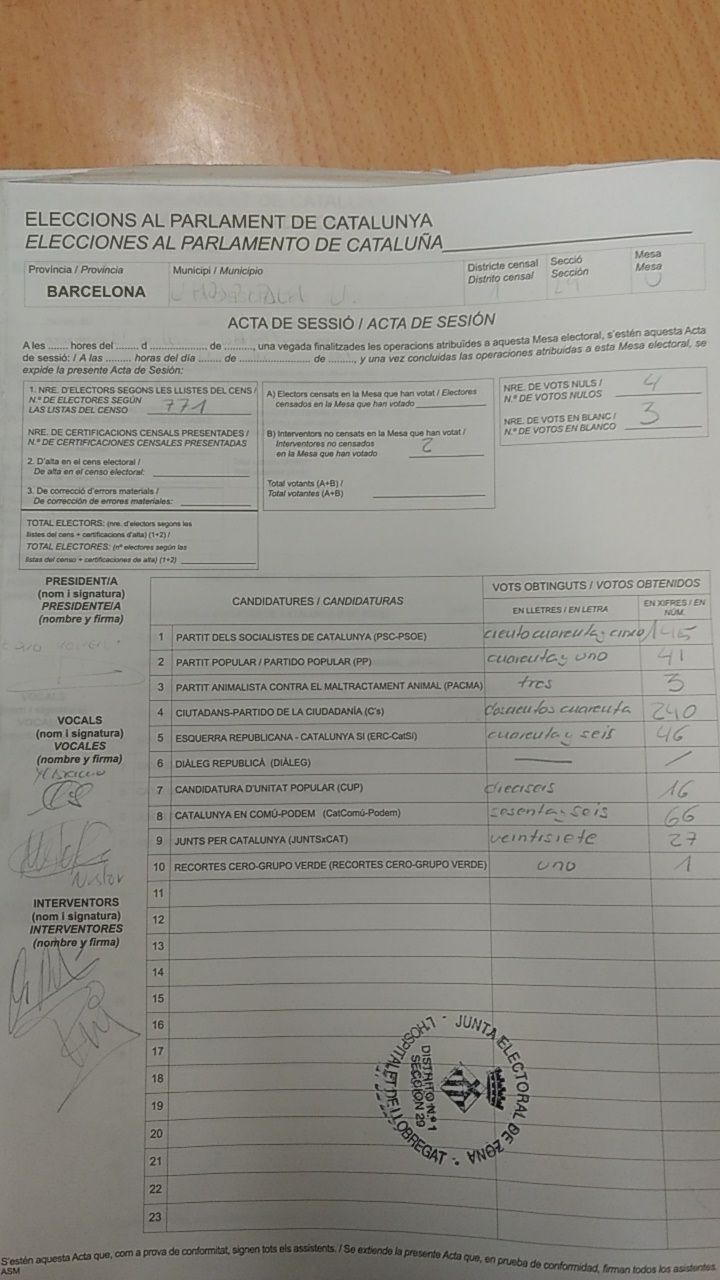 ELECCIONS AL PARLAMENT DE CATALUNYA
ELECCIONES AL PARLAMENTO DE CATALUÑA
Provincia / Provincia
BARCELONA
Municipi / Municipio
Districte censal
Distrito censal
1
Secció
Sección
29
Mesa
Mesa
U
ACTA DE SESSIÓ / ACTA DE SESIÓN
A les ....... hores del ....... d ................. de ........, una vegada finalitzades les operacions atribuïdes a aquesta Mesa electoral, s'estén aquesta Acta
de sessió: / A las ......... horas del día ....... de ...................... de ........., y una vez concluidas las operaciones atribuidas a esta Mesa electoral, se
expide la presente Acta de Sesión:
1. NRE. D'ELECTORS SEGONS LES LLISTES DEL CENS /
N.º DE ELECTORES SEGÚN
LAS LISTAS DEL CENSO 771
NRE. DE CERTIFICACIONS CENSALS PRESENTADES /
N.º DE CERTIFICACIONES CENSALES PRESENTADAS
2. D'alta en el cens electoral /
De alta en el censo electoral:
3. De correcció d'errors materials /
De corrección de errores materiales:
TOTAL ELECTORS: (nre. d'electors segons les
llistes del cens + certificacions d'alta) (1+2) /
TOTAL ELECTORES: (nº electores según las
listas del censo + certificaciones de alta) (1+2)
A) Electors censats en la Mesa que han votat / Electores
censados en la Mesa que han votado
B) Interventors no censats en la Mesa que han votat /
Interventores no censados
en la Mesa que han votado 2
Total votants (A+B) /
Total votantes (A+B)
NRE. DE VOTS NULS /
N.º DE VOTOS NULOS 4
NRE. DE VOTS EN BLANC /
N.º DE VOTOS EN BLANCO 3
PRESIDENT/A
(nom i signatura)
PRESIDENTE/A
(nombre y firma)
VOCALS
(nom i signatura)
VOCALES
(nombre y firma)
INTERVENTORS
(nom i signatura)
INTERVENTORES
(nombre y firma)
CANDIDATURES / CANDIDATURAS
VOTS OBTINGUTS / VOTOS OBTENIDOS
EN LLETRES / EN LETRA
EN XIFRES / EN NÚM.
1 PARTIT DELS SOCIALISTES DE CATALUNYA (PSC-PSOE) ciento cuarenta y cinco 145
2 PARTIT POPULAR / PARTIDO POPULAR (PP) cuarenta y uno 41
3 PARTIT ANIMALISTA CONTRA EL MALTRACTAMENT ANIMAL (PACMA) tres 3
4 CIUTADANS-PARTIDO DE LA CIUDADANÍA (C's) doscientos cuarenta 240
5 ESQUERRA REPUBLICANA - CATALUNYA SÍ (ERC-CatSí) cuarenta y seis 46
6 DIÀLEG REPUBLICÀ (DIÀLEG) — /
7 CANDIDATURA D'UNITAT POPULAR (CUP) dieciseis 16
8 CATALUNYA EN COMÚ-PODEM (CatComú-Podem) sesenta y seis 66
9 JUNTS PER CATALUNYA (JUNTSxCAT) veintisiete 27
10 RECORTES CERO-GRUPO VERDE (RECORTES CERO-GRUPO VERDE) uno 1
11
12
13
14
15
16
17
18
19
20
21
22
23
JUNTA ELECTORAL DE ZONA - L'HOSPITALET DE LLOBREGAT -
DISTRITO N.º 1
SECCION 29
S'estén aquesta Acta que, com a prova de conformitat, signen tots els assistents. / Se extiende la presente Acta que, en prueba de conformidad, firman todos los asistentes.
ASM